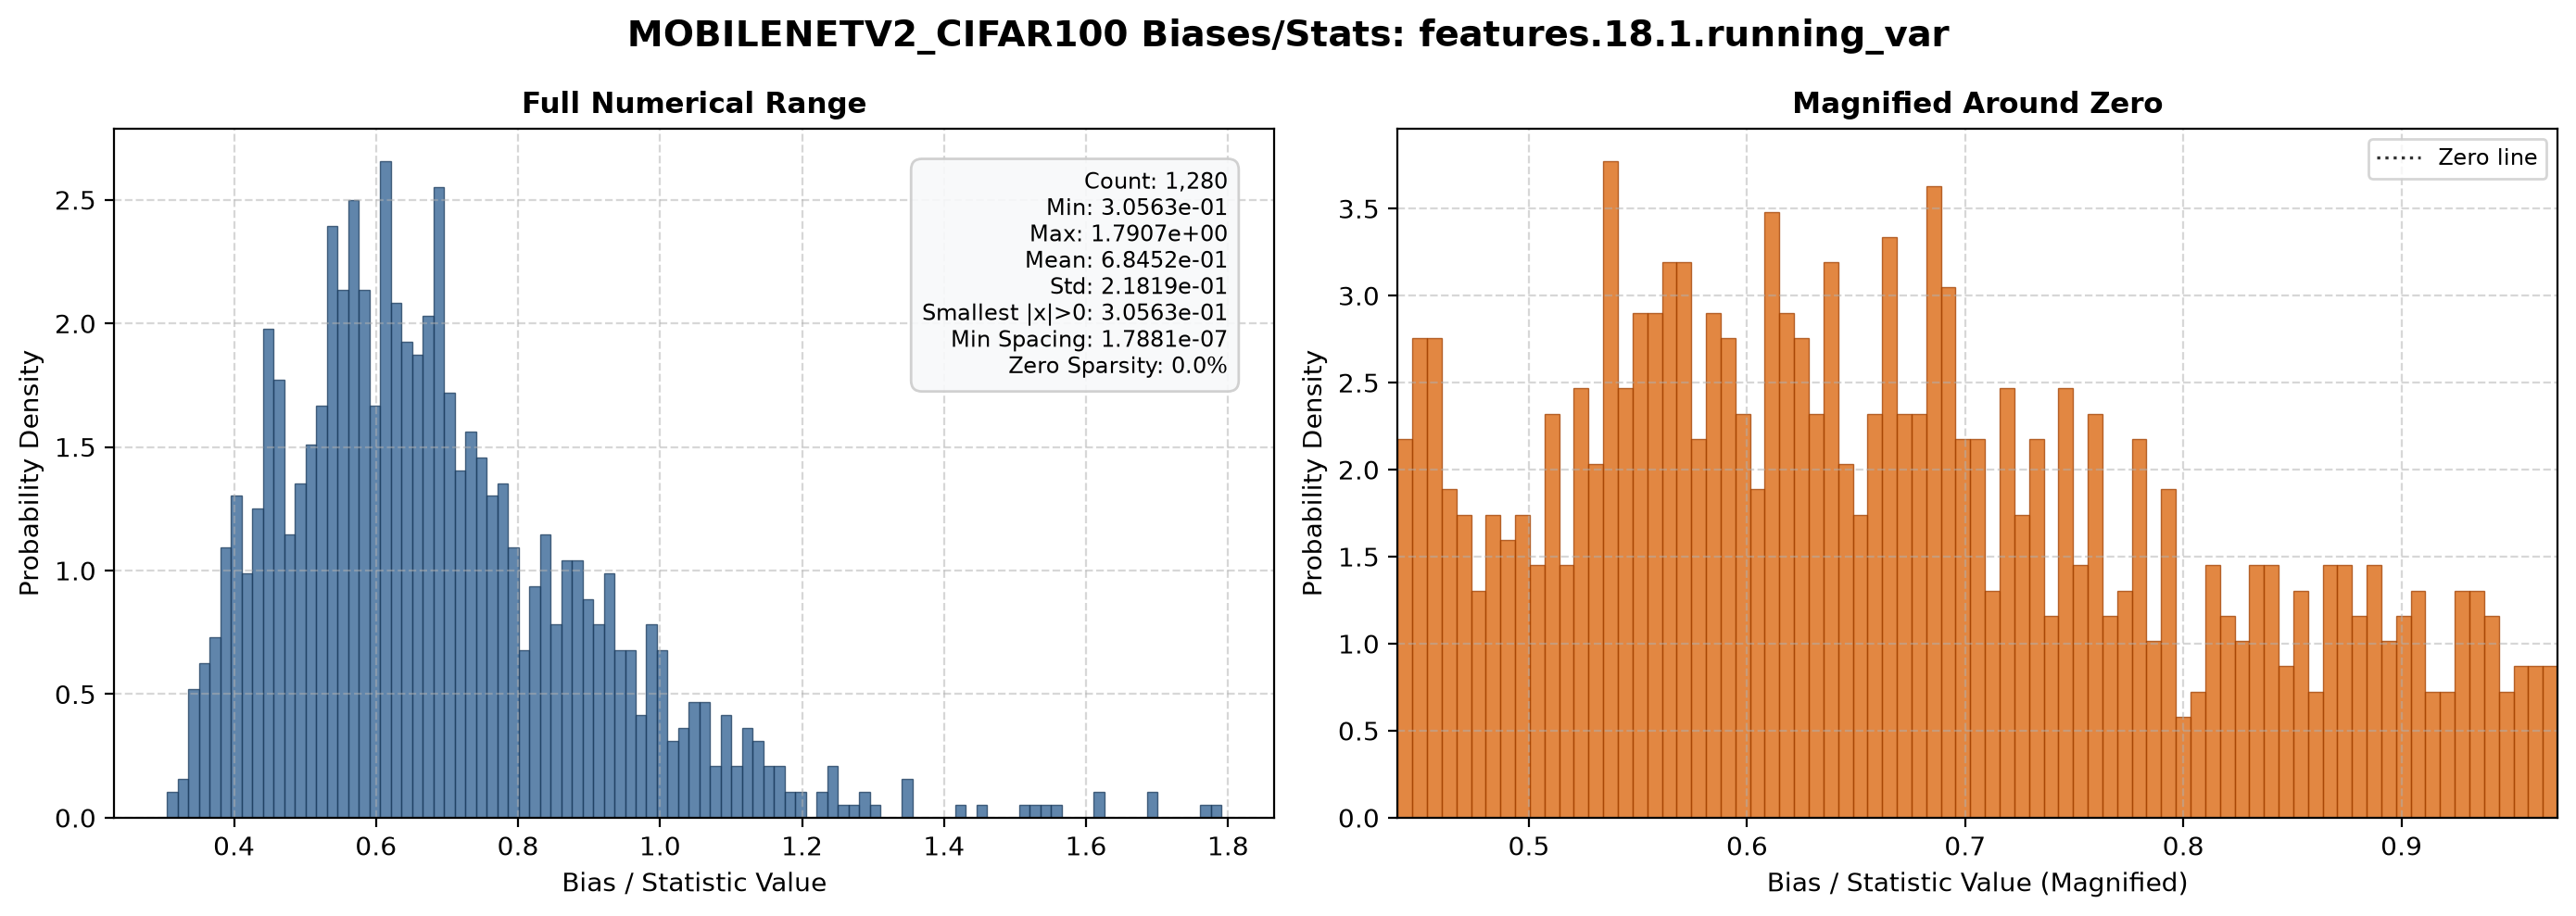 MOBILENETV2_CIFAR100 Biases/Stats: features.18.1.running_var
Full Numerical Range
Probability Density
2.5
2.0
1.5
1.0
0.5
0.0
Count: 1,280
Min: 3.0563e-01
Max: 1.7907e+00
Mean: 6.8452e-01
Std: 2.1819e-01
Smallest |x|>0: 3.0563e-01
Min Spacing: 1.7881e-07
Zero Sparsity: 0.0%
0.4 0.6 0.8 1.0 1.2 1.4 1.6 1.8
Bias / Statistic Value
Magnified Around Zero
Probability Density
3.5
3.0
2.5
2.0
1.5
1.0
0.5
0.0
Zero line
0.5 0.6 0.7 0.8 0.9
Bias / Statistic Value (Magnified)